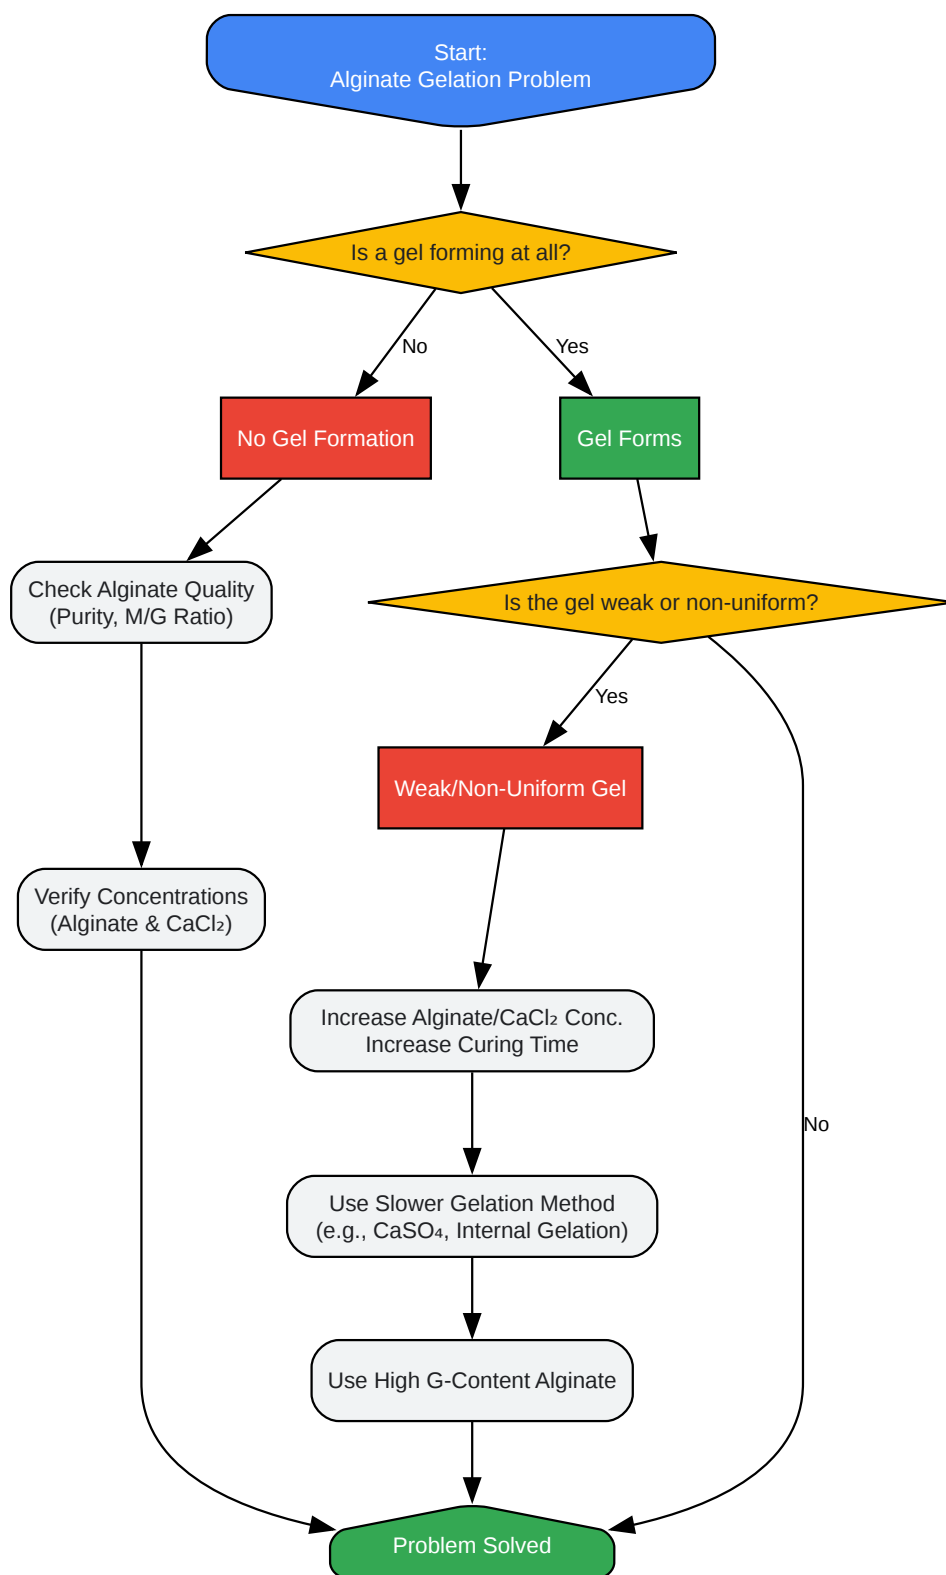 Start:
Alginate Gelation Problem
Is a gel forming at all?
No
Yes
No Gel Formation
Gel Forms
Check Alginate Quality
(Purity, M/G Ratio)
Is the gel weak or non-uniform?
Yes
Weak/Non-Uniform Gel
Verify Concentrations
(Alginate & CaCl₂)
Increase Alginate/CaCl₂ Conc.
Increase Curing Time
No
Use Slower Gelation Method
(e.g., CaSO₄, Internal Gelation)
Use High G-Content Alginate
Problem Solved